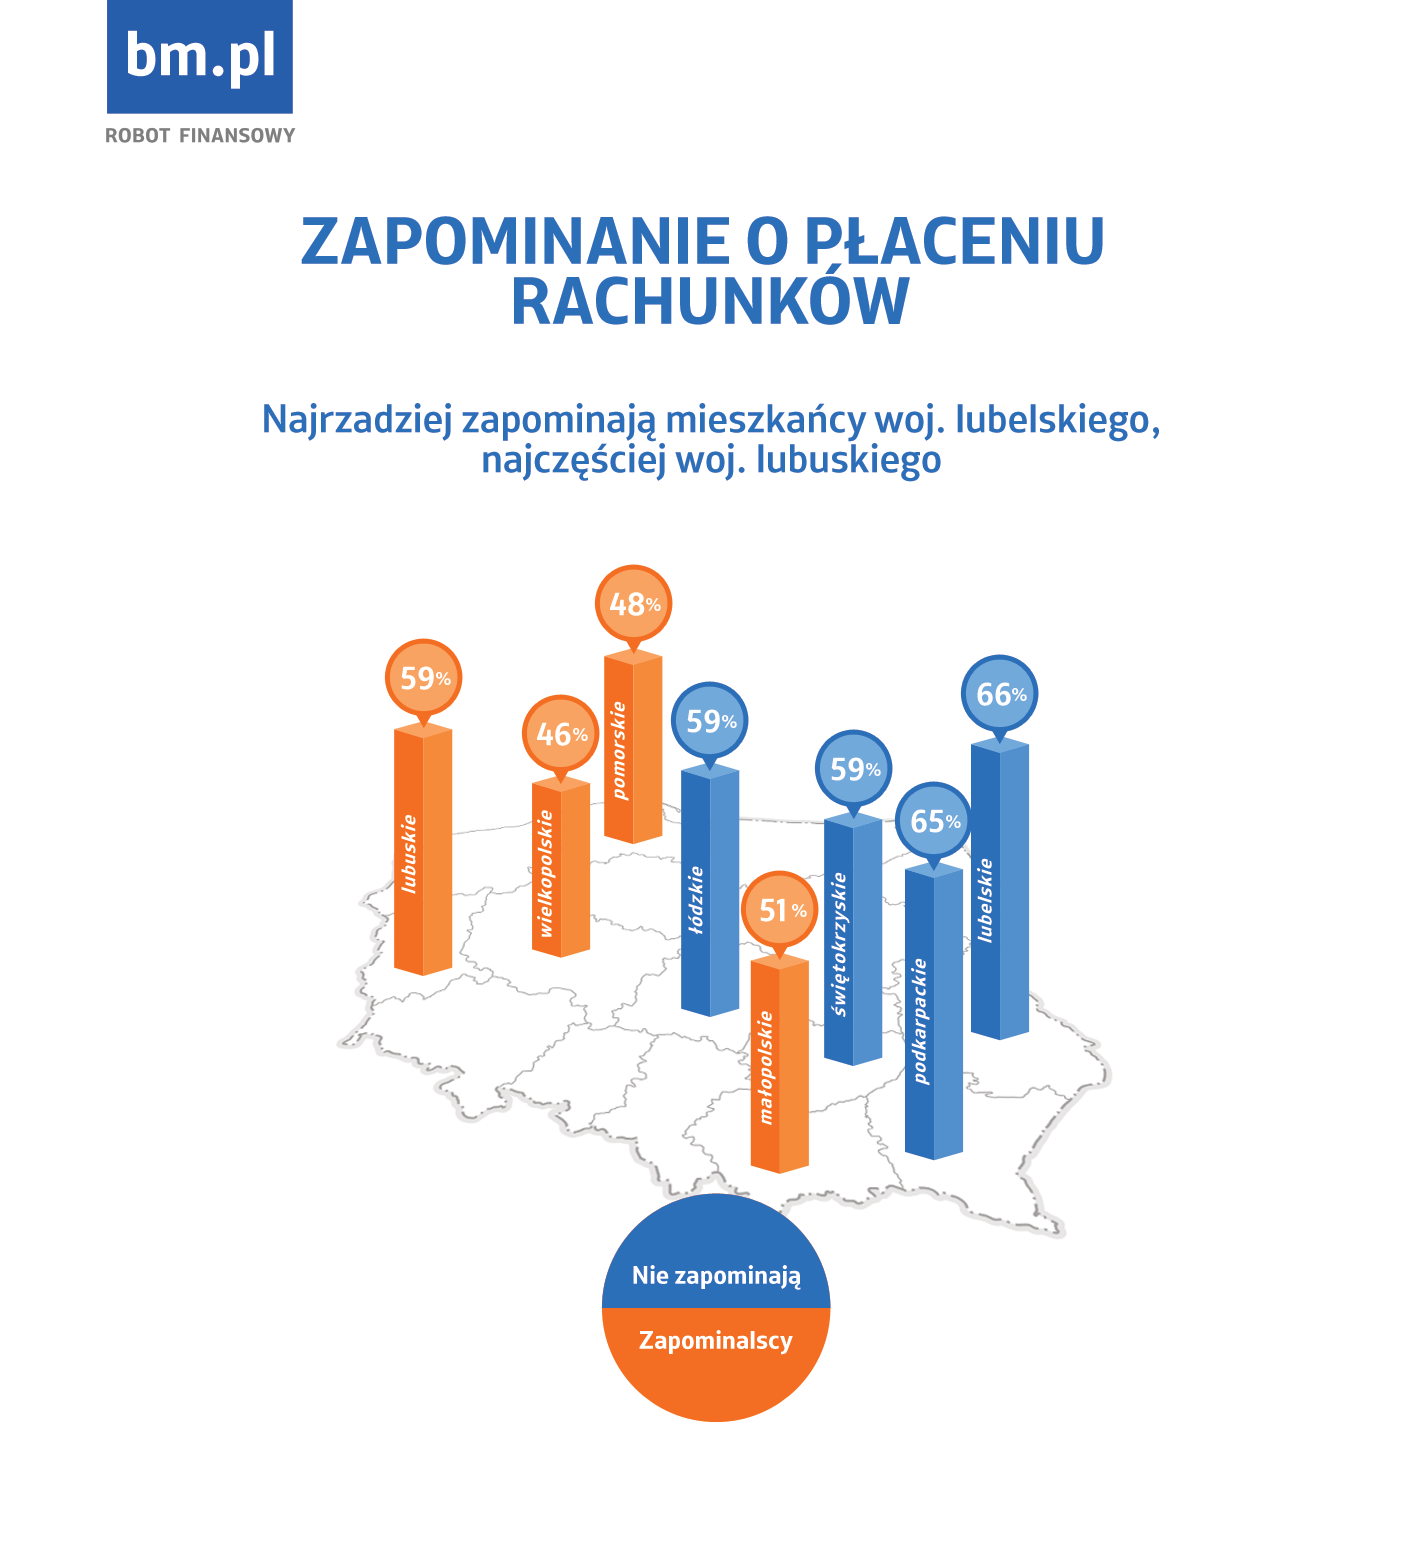 bm.pl
ROBOT FINANSOWY
ZAPOMINANIE O PŁACENIU
RACHUNKÓW
Najrzadziej zapominają mieszkańcy woj. lubelskiego,
najczęściej woj. lubuskiego
59%
lubuskie
46%
wielkopolskie
48%
pomorskie
59%
łódzkie
51%
małopolskie
59%
świętokrzyskie
65%
podkarpackie
66%
lubelskie
Nie zapominają
Zapominalscy